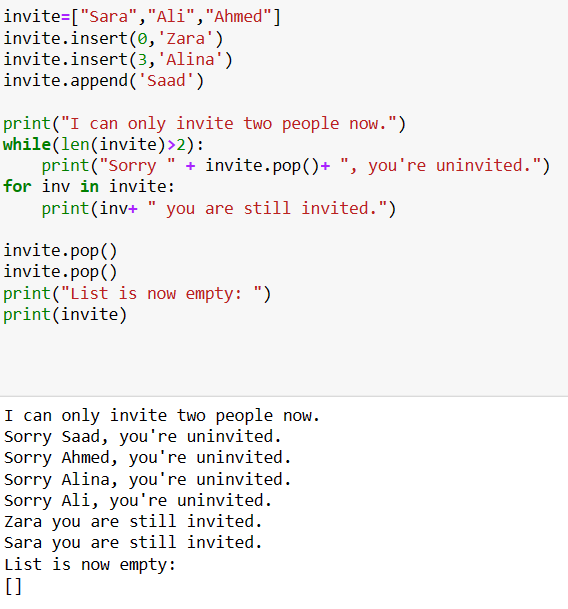 invite=["Sara","Ali","Ahmed"]
invite.insert(0,'Zara')
invite.insert(3,'Alina')
invite.append('Saad')
print("I can only invite two people now.")
while(len(invite)>2):
    print("Sorry " + invite.pop()+ ", you're uninvited.")
for inv in invite:
    print(inv+ " you are still invited.")
invite.pop()
invite.pop()
print("List is now empty: ")
print(invite)
I can only invite two people now.
Sorry Saad, you're uninvited.
Sorry Ahmed, you're uninvited.
Sorry Alina, you're uninvited.
Sorry Ali, you're uninvited.
Zara you are still invited.
Sara you are still invited.
List is now empty:
[]